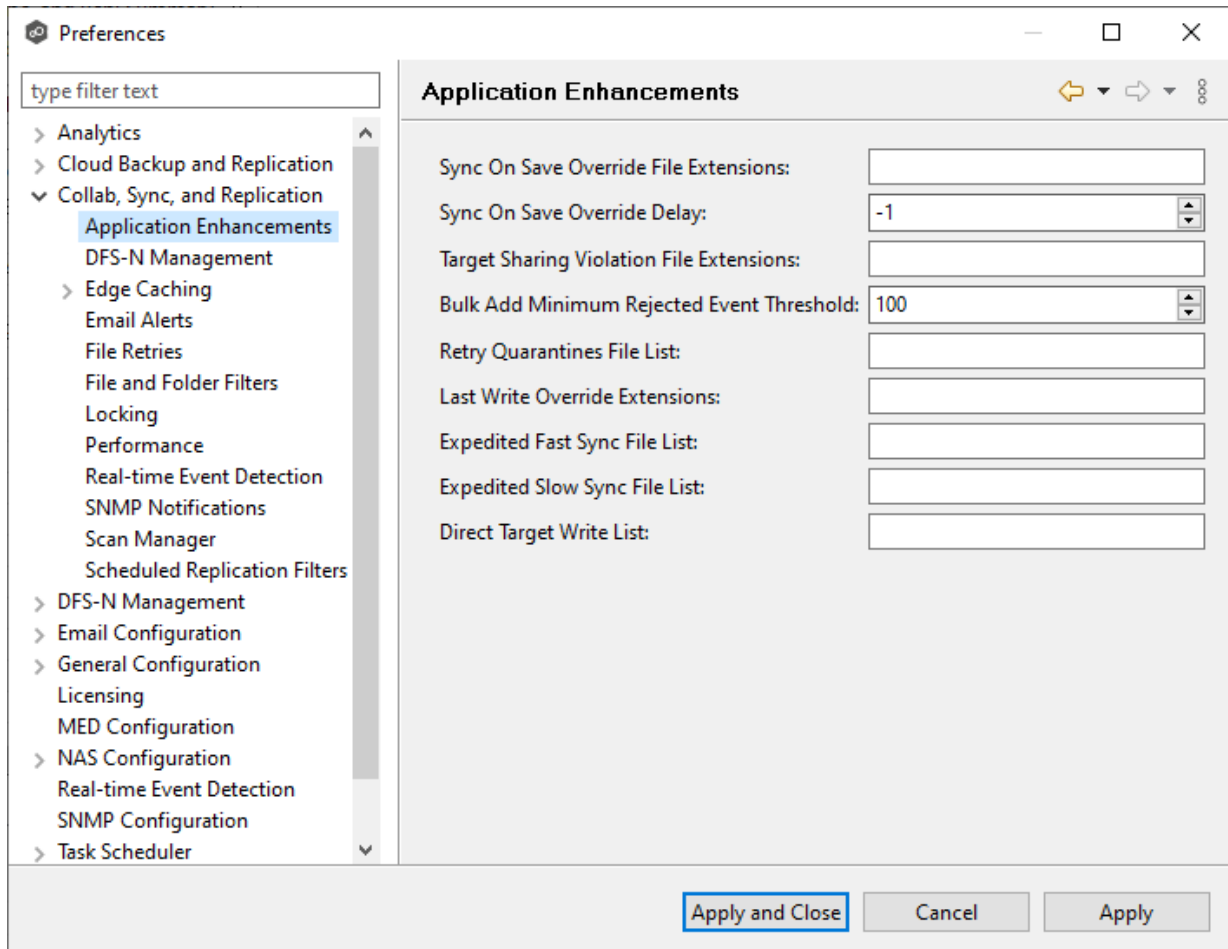 Preferences
type filter text
Analytics
Cloud Backup and Replication
Collab, Sync, and Replication
Application Enhancements
DFS-N Management
Edge Caching
Email Alerts
File Retries
File and Folder Filters
Locking
Performance
Real-time Event Detection
SNMP Notifications
Scan Manager
Scheduled Replication Filters
DFS-N Management
Email Configuration
General Configuration
Licensing
MED Configuration
NAS Configuration
Real-time Event Detection
SNMP Configuration
Task Scheduler
Application Enhancements
Sync On Save Override File Extensions:
Sync On Save Override Delay: -1
Target Sharing Violation File Extensions:
Bulk Add Minimum Rejected Event Threshold: 100
Retry Quarantines File List:
Last Write Override Extensions:
Expedited Fast Sync File List:
Expedited Slow Sync File List:
Direct Target Write List:
Apply and Close Cancel Apply